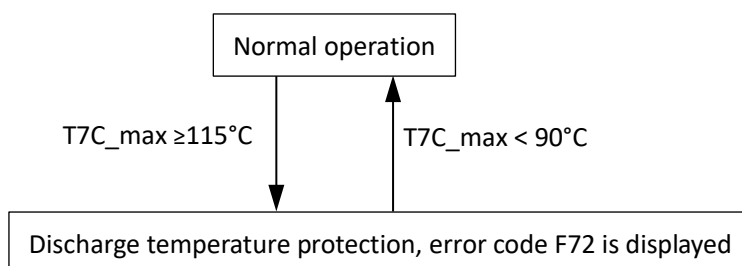 Normal operation
T7C_max ≥115°C
T7C_max < 90°C
Discharge temperature protection, error code F72 is displayed